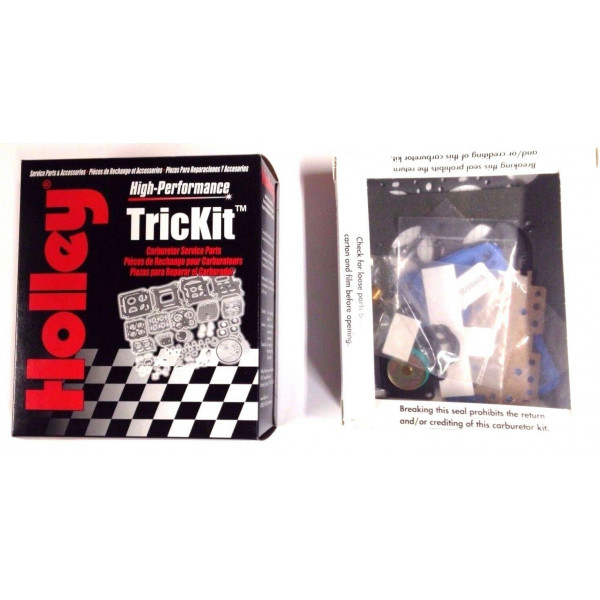 Service Parts & Accessories • Pièces de Rechange et Accessories • Piezas Para Reparaciones Y Accesories
Holley®
High-Performance
TricKit™
Carburetor Service Parts
Pièces de Rechange pour Carburateurs
Piezas para Reparar el Carburador
Breaking this seal prohibits the return
and/or crediting of this carburetor kit.
Check for loose parts
carton and film before opening.
Breaking this seal prohibits the return
and/or crediting of this carburetor kit.